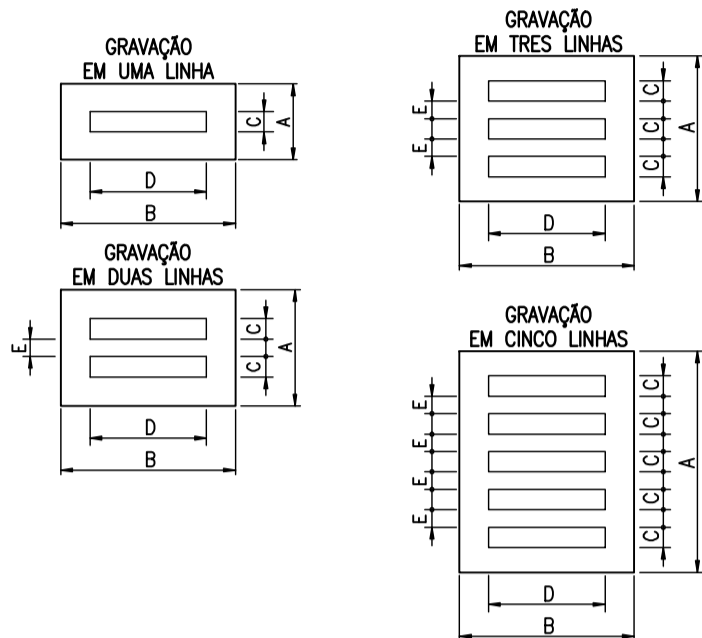 GRAVAÇÃO
EM UMA LINHA
C
A
D
B
GRAVAÇÃO
EM DUAS LINHAS
E
C
C
A
D
B
GRAVAÇÃO
EM TRES LINHAS
E
E
C
C
C
A
D
B
GRAVAÇÃO
EM CINCO LINHAS
E
E
E
E
C
C
C
C
C
A
D
B